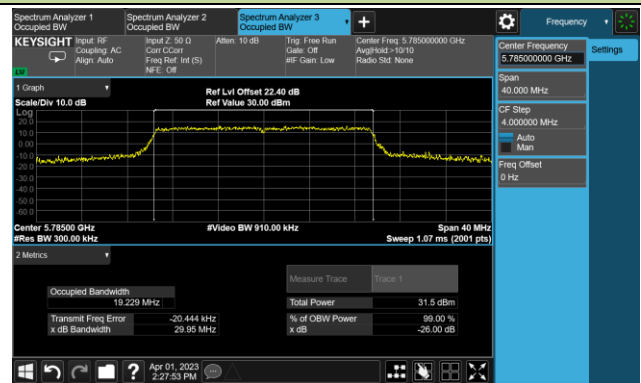 Spectrum Analyzer 1
Occupied BW
Spectrum Analyzer 2
Occupied BW
Spectrum Analyzer 3
Occupied BW
Frequency
KEYSIGHT
Input: RF
Coupling: AC
Align: Auto
Input Z: 50 Ω
Corr CCorr
Freq Ref: Int (S)
NFE: Off
Atten: 10 dB
Trig: Free Run
Gate: Off
#IF Gain: Low
Center Freq: 5.785000000 GHz
Avg|Hold:>10/10
Radio Std: None
Center Frequency
5.785000000 GHz
Settings
Span
40.000 MHz
CF Step
4.000000 MHz
Auto
Man
Freq Offset
0 Hz
1 Graph
Scale/Div 10.0 dB
Ref Lvl Offset 22.40 dB
Ref Value 30.00 dBm
Log
20.0
10.0
0.00
-10.0
-20.0
-30.0
-40.0
-50.0
-60.0
Center 5.78500 GHz
#Video BW 910.00 kHz
Span 40 MHz
#Res BW 300.00 kHz
Sweep 1.07 ms (2001 pts)
2 Metrics
Measure Trace
Trace 1
Occupied Bandwidth
19.229 MHz
Total Power
31.5 dBm
Transmit Freq Error
-20.444 kHz
% of OBW Power
99.00 %
x dB Bandwidth
29.95 MHz
x dB
-26.00 dB
Apr 01, 2023
2:27:53 PM